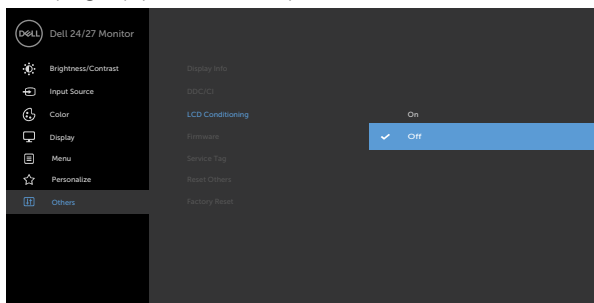 DELL Dell 24/27 Monitor
Brightness/Contrast Display Info
Input Source DDC/CI
Color LCD Conditioning On
Display Firmware Off
Menu Service Tag
Personalize Reset Others
Others Factory Reset